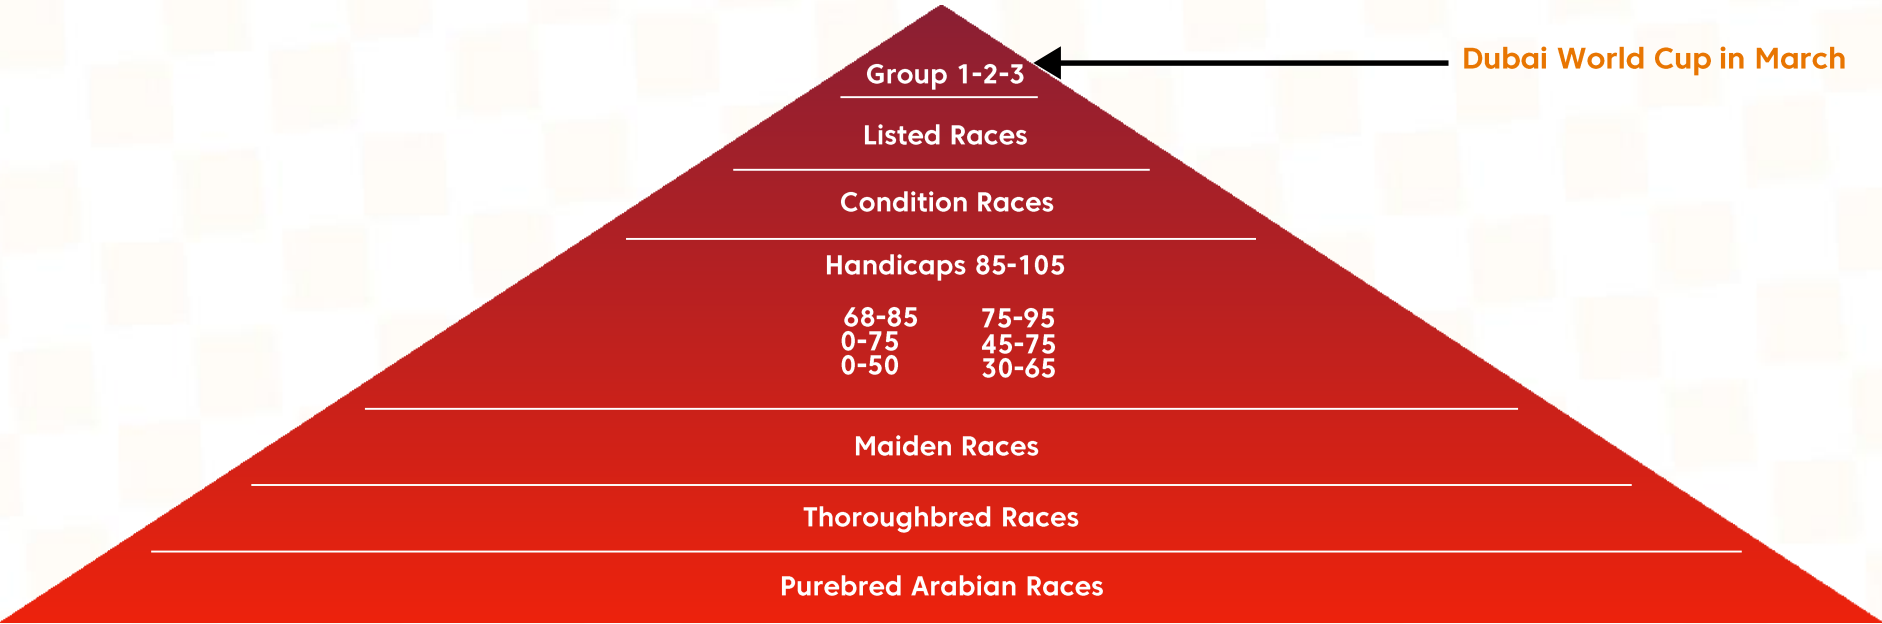 Dubai World Cup in March
Group 1-2-3
Listed Races
Condition Races
Handicaps 85-105
68-85 75-95
0-75 45-75
0-50 30-65
Maiden Races
Thoroughbred Races
Purebred Arabian Races